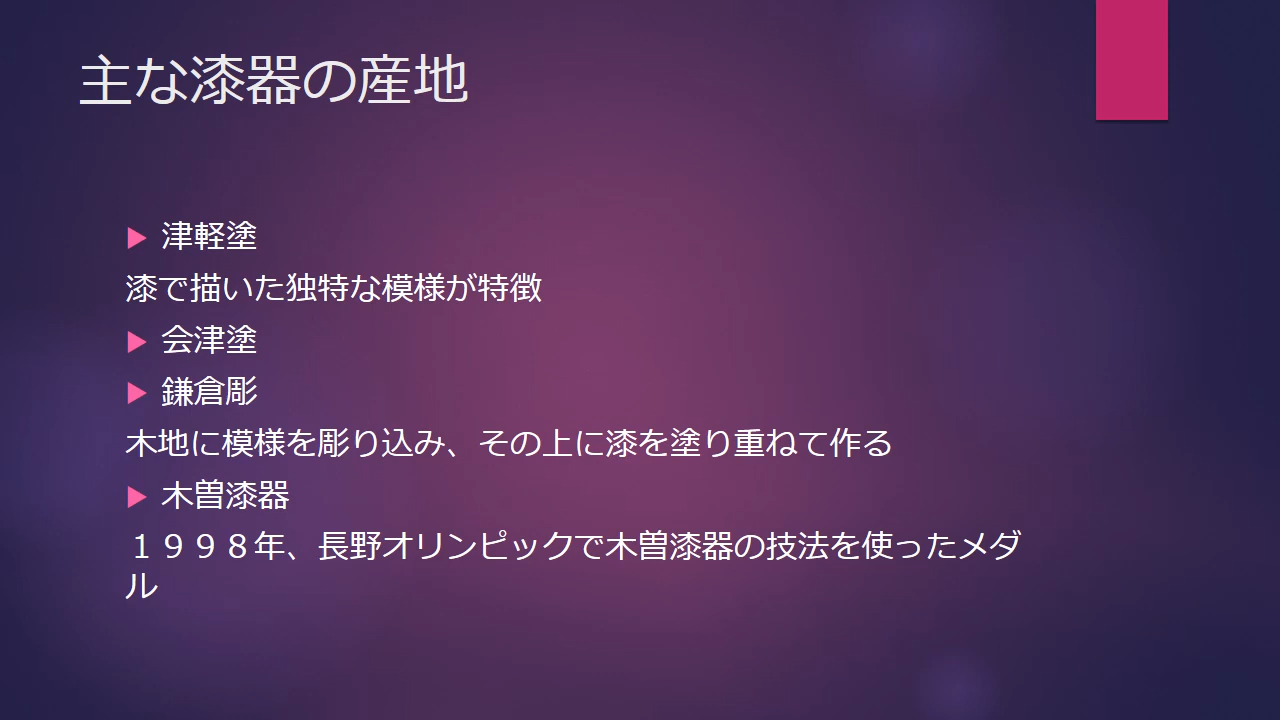 主な漆器の産地
津軽塗
漆で描いた独特な模様が特徴
会津塗
鎌倉彫
木地に模様を彫り込み、その上に漆を塗り重ねて作る
木曽漆器
１９９８年、長野オリンピックで木曽漆器の技法を使ったメダ
ル